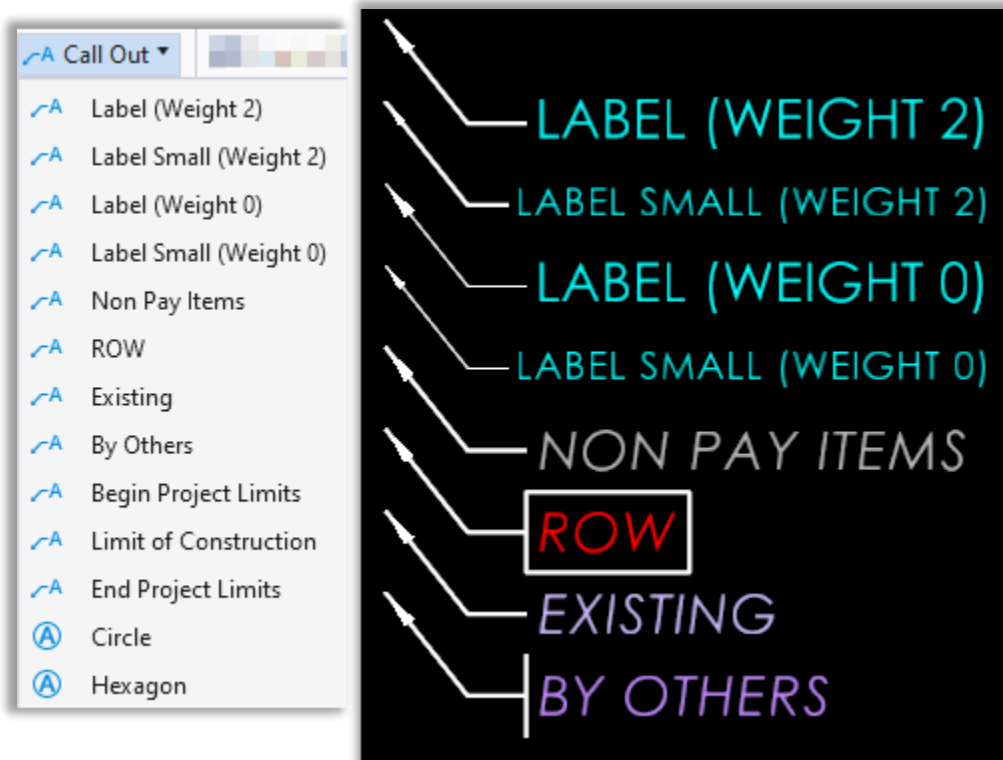 Call Out
Label (Weight 2)
Label Small (Weight 2)
Label (Weight 0)
Label Small (Weight 0)
Non Pay Items
ROW
Existing
By Others
Begin Project Limits
Limit of Construction
End Project Limits
Circle
Hexagon
LABEL (WEIGHT 2)
LABEL SMALL (WEIGHT 2)
LABEL (WEIGHT 0)
LABEL SMALL (WEIGHT 0)
NON PAY ITEMS
ROW
EXISTING
BY OTHERS